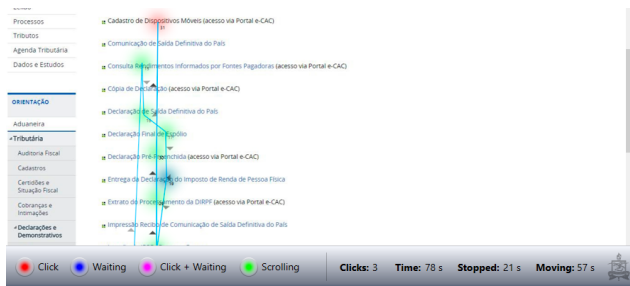 Processos
Tributos
Agenda Tributária
Dados e Estudos
ORIENTAÇÃO
Aduaneira
Tributária
Auditoria Fiscal
Cadastros
Certidões e
Situação Fiscal
Cobranças e
Intimações
Declarações e
Demonstrativos
Cadastro de Dispositivos Móveis (acesso via Portal e-CAC)
Comunicação de Saída Definitiva do País
Consulta Rendimentos Informados por Fontes Pagadoras (acesso via Portal e-CAC)
Cópia de Declaração (acesso via Portal e-CAC)
Declaração de Saída Definitiva do País
Declaração Final de Espólio
Declaração Pré-Preenchida (acesso via Portal e-CAC)
Entrega da Declaração do Imposto de Renda de Pessoa Física
Extrato do Processamento da DIRPF (acesso via Portal e-CAC)
Impressão Recibo de Comunicação de Saída Definitiva do País
Click Waiting Click + Waiting Scrolling Clicks: 3 Time: 78 s Stopped: 21 s Moving: 57 s